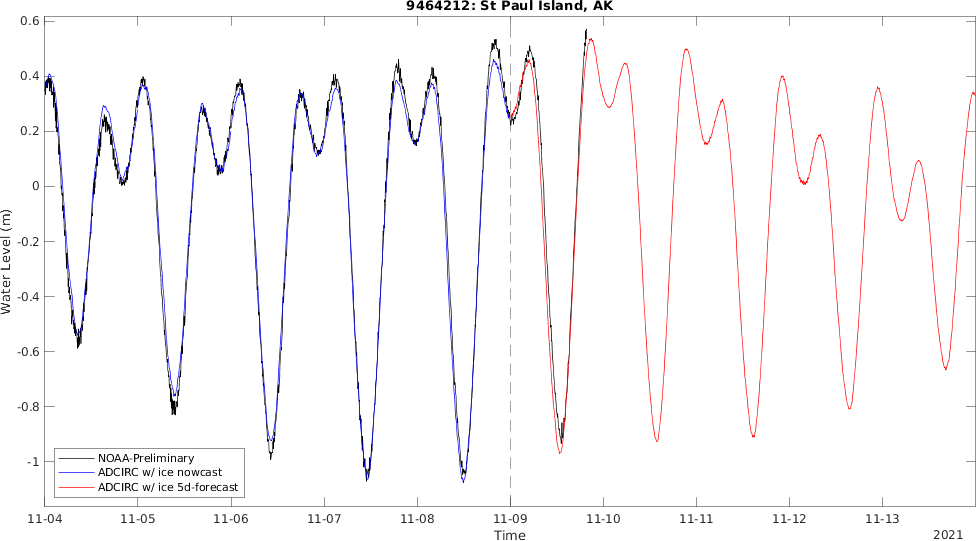 9464212: St Paul Island, AK
Water Level (m)
0.6
0.4
0.2
0
-0.2
-0.4
-0.6
-0.8
-1
NOAA-Preliminary
ADCIRC w/ ice nowcast
ADCIRC w/ ice 5d-forecast
11-04 11-05 11-06 11-07 11-08 11-09 11-10 11-11 11-12 11-13
Time
2021